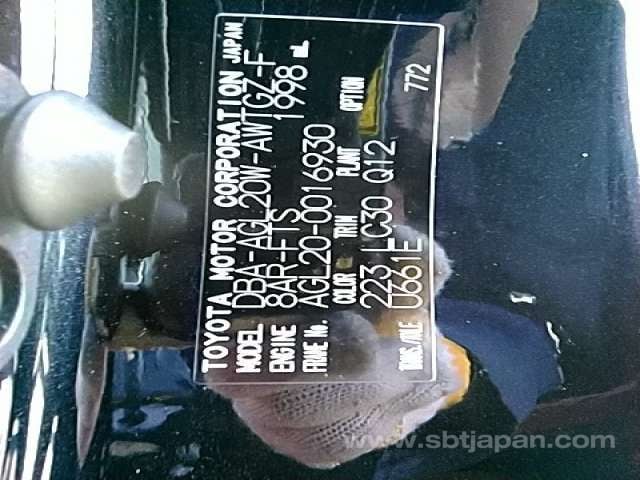 TOYOTA MOTOR CORPORATION JAPAN
MODEL DBA-AGL20W-AWTGZ-F
ENGINE 8AR-FTS 1998 mL
FRAME No. AGL20-0016930
COLOR TRIM PLANT OPTION
223 LC30 Q12
TRANS/AXLE U661E 772
www.sbtjapan.com